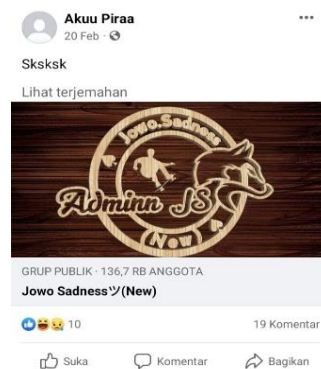 Akuu Piraa
20 Feb ·
Sksksk
Lihat terjemahan
Jowo.Sadness
Adminn JS
(New)
GRUP PUBLIK · 136,7 RB ANGGOTA
Jowo Sadnessツ(New)
10
19 Komentar
Suka
Komentar
Bagikan